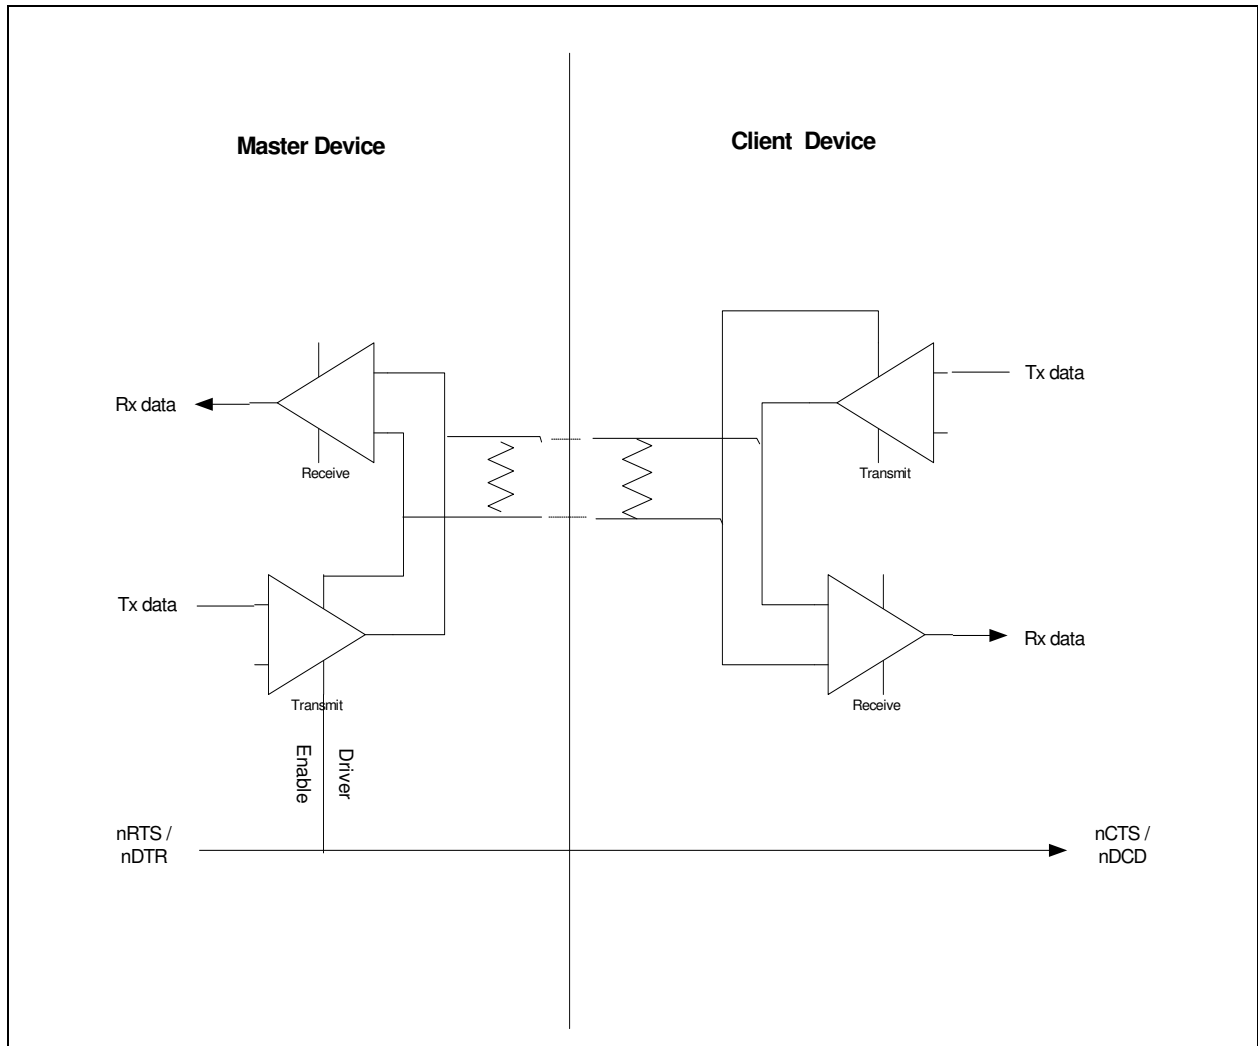 Master Device
Client Device
Rx data
Receive
Tx data
Transmit
Tx data
Transmit
Rx data
Receive
Enable
Driver
nRTS /
nDTR
nCTS /
nDCD